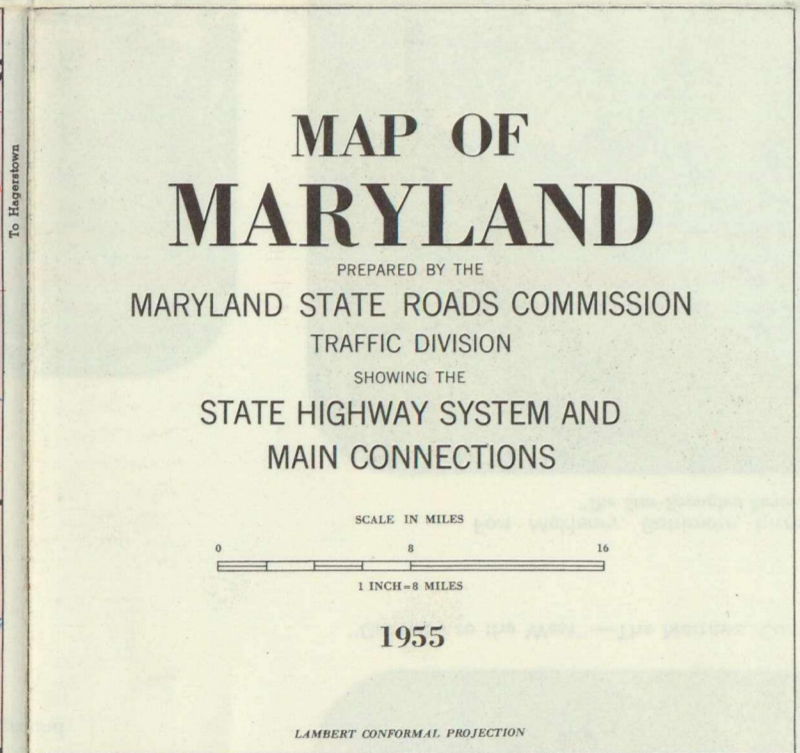 To Hagerstown
MAP OF
MARYLAND
PREPARED BY THE
MARYLAND STATE ROADS COMMISSION
TRAFFIC DIVISION
SHOWING THE
STATE HIGHWAY SYSTEM AND
MAIN CONNECTIONS
SCALE IN MILES
0 8 16
1 INCH=8 MILES
1955
LAMBERT CONFORMAL PROJECTION